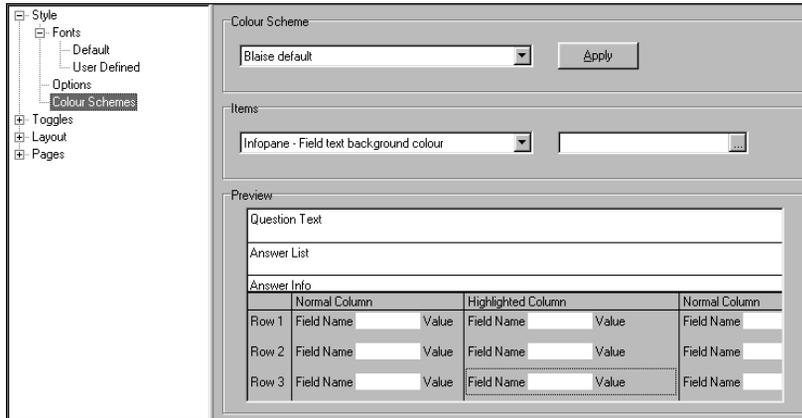 Style
Fonts
Default
User Defined
Options
Colour Schemes
Toggles
Layout
Pages
Colour Scheme
Blaise default
Apply
Items
Infopane - Field text background colour
...
Preview
Question Text
Answer List
Answer Info
Normal Column Highlighted Column Normal Column
Row 1 Field Name Value Field Name Value Field Name
Row 2 Field Name Value Field Name Value Field Name
Row 3 Field Name Value Field Name Value Field Name